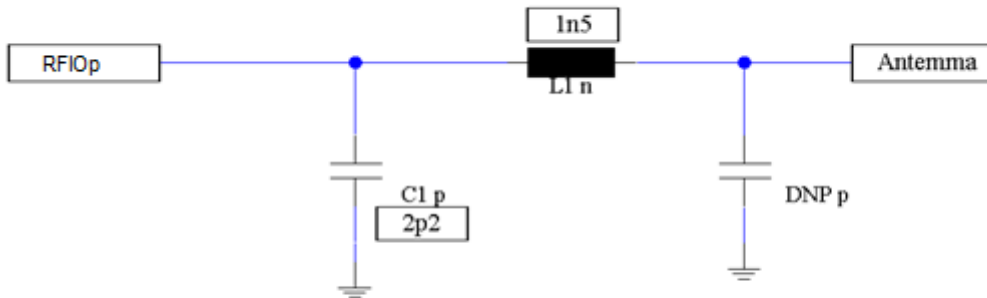 1n5
RFIOp
Antemma
L1 n
C1 p
DNP p
2p2